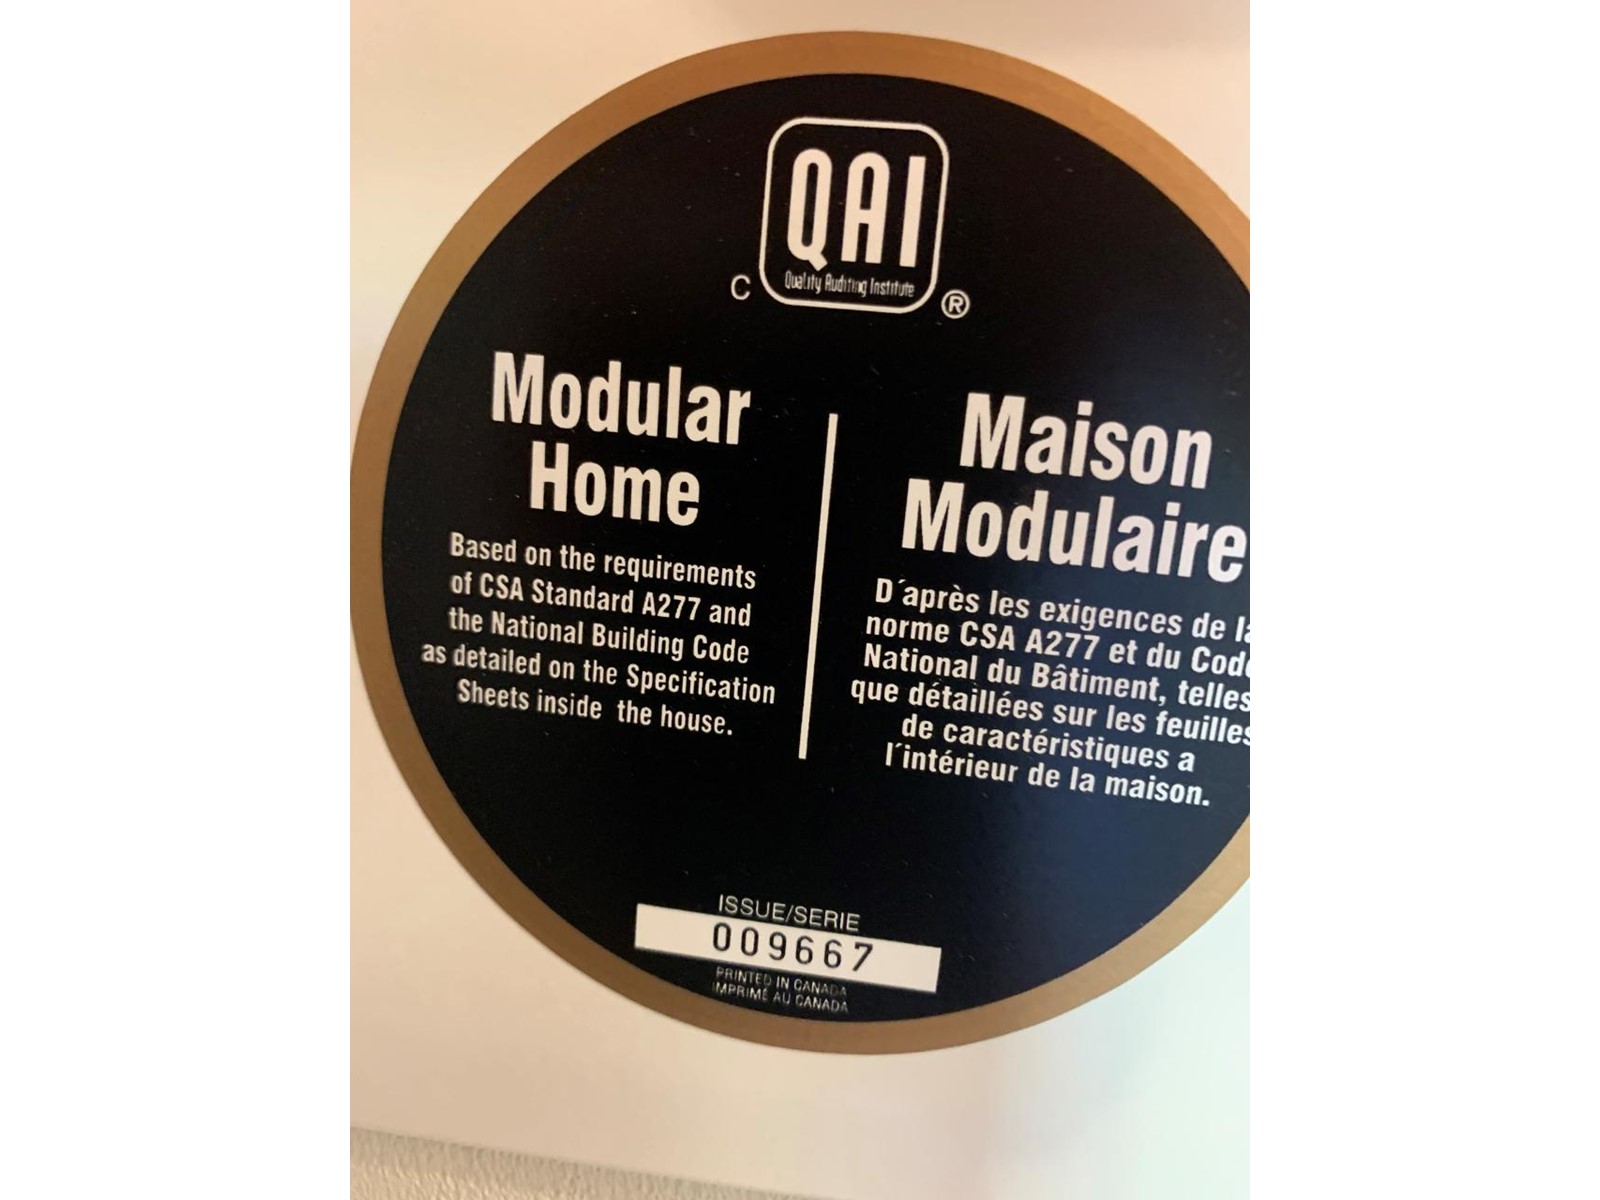 QAI
Quality Auditing Institute
C ®
Modular
Home
Based on the requirements
of CSA Standard A277 and
the National Building Code
as detailed on the Specification
Sheets inside the house.
Maison
Modulaire
D´après les exigences de
norme CSA A277 et du
National du Bâtiment, telles
que détaillées sur les feuilles
de caractéristiques a
l´intérieur de la maison.
ISSUE/SERIE
009667
PRINTED IN CANADA
IMPRIMÉ AU CANADA